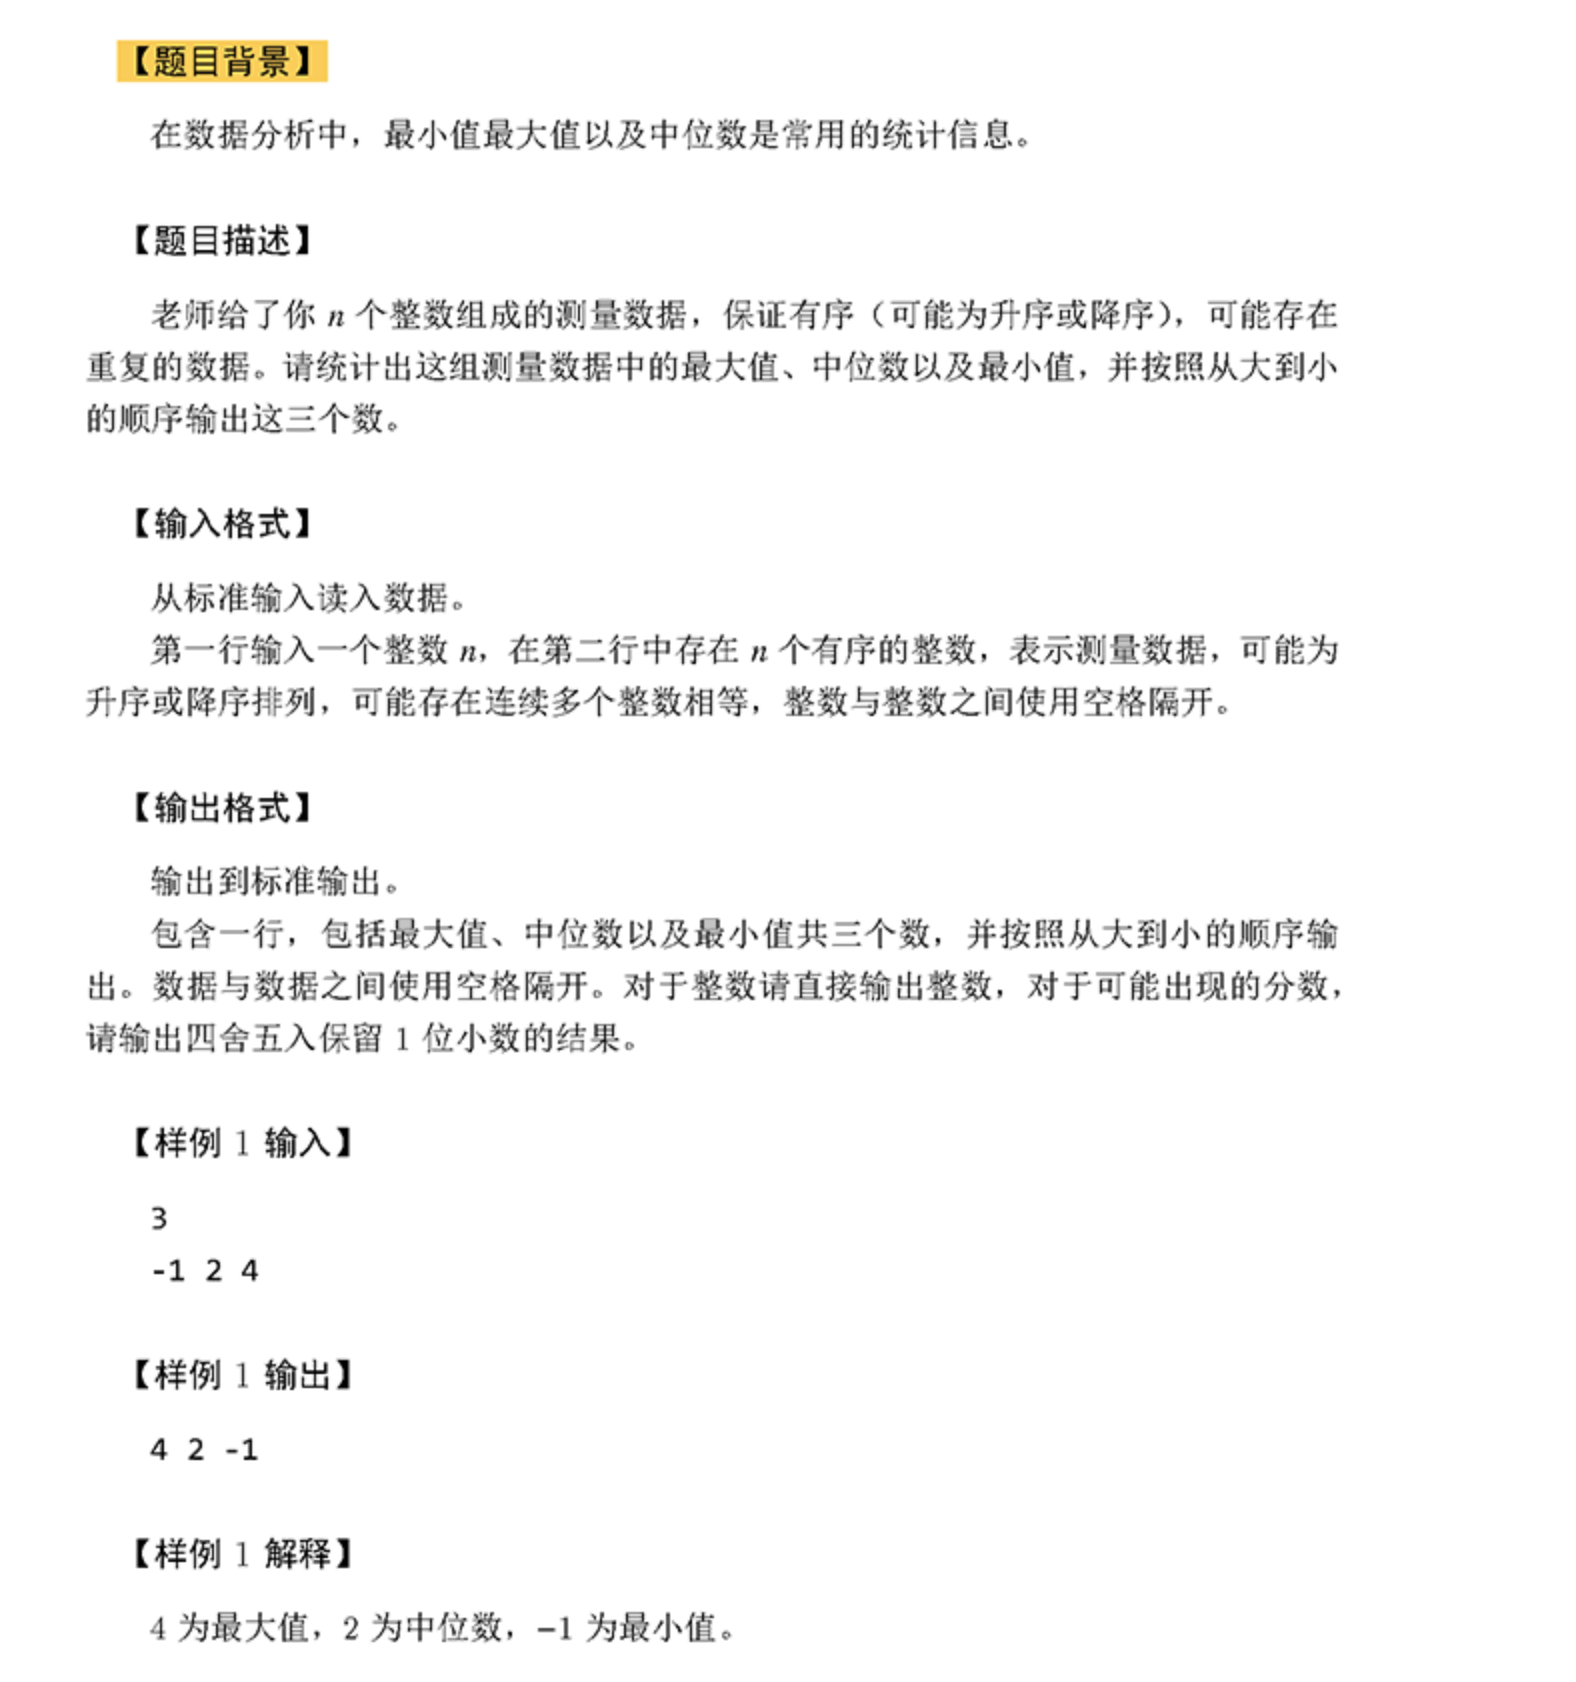 【题目背景】
在数据分析中，最小值最大值以及中位数是常用的统计信息。
【题目描述】
老师给了你 n 个整数组成的测量数据，保证有序（可能为升序或降序），可能存在
重复的数据。请统计出这组测量数据中的最大值、中位数以及最小值，并按照从大到小
的顺序输出这三个数。
【输入格式】
从标准输入读入数据。
第一行输入一个整数 n，在第二行中存在 n 个有序的整数，表示测量数据，可能为
升序或降序排列，可能存在连续多个整数相等，整数与整数之间使用空格隔开。
【输出格式】
输出到标准输出。
包含一行，包括最大值、中位数以及最小值共三个数，并按照从大到小的顺序输
出。数据与数据之间使用空格隔开。对于整数请直接输出整数，对于可能出现的分数，
请输出四舍五入保留 1 位小数的结果。
【样例 1 输入】
3
-1 2 4
【样例 1 输出】
4 2 -1
【样例 1 解释】
4 为最大值，2 为中位数，−1 为最小值。